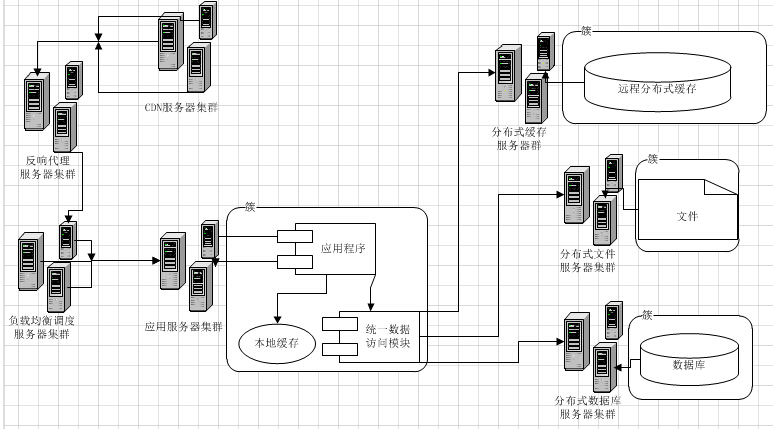 CDN服务器集群
反响代理
服务器集群
负载均衡调度
服务器集群
应用服务器集群
簇
应用程序
本地缓存
统一数据
访问模块
簇
远程分布式缓存
分布式缓存
服务器群
簇
文件
分布式文件
服务器集群
簇
数据库
分布式数据库
服务器集群